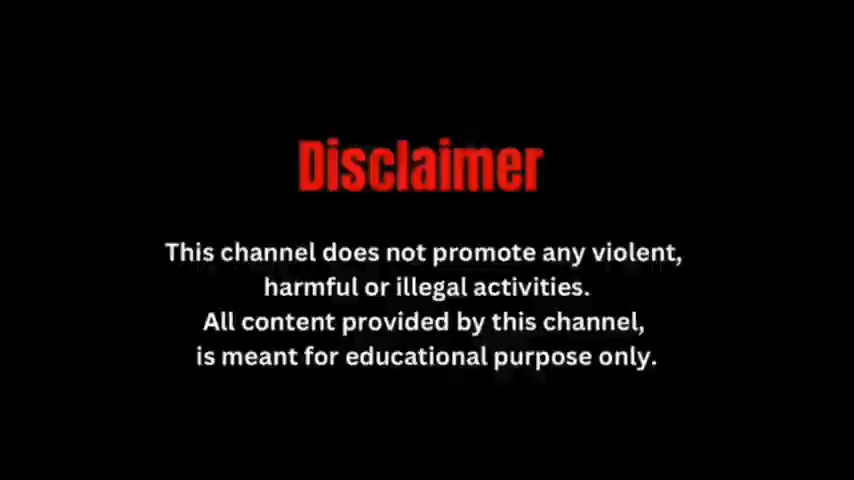 Disclaimer
This channel does not promote any violent,
harmful or illegal activities.
All content provided by this channel,
is meant for educational purpose only.